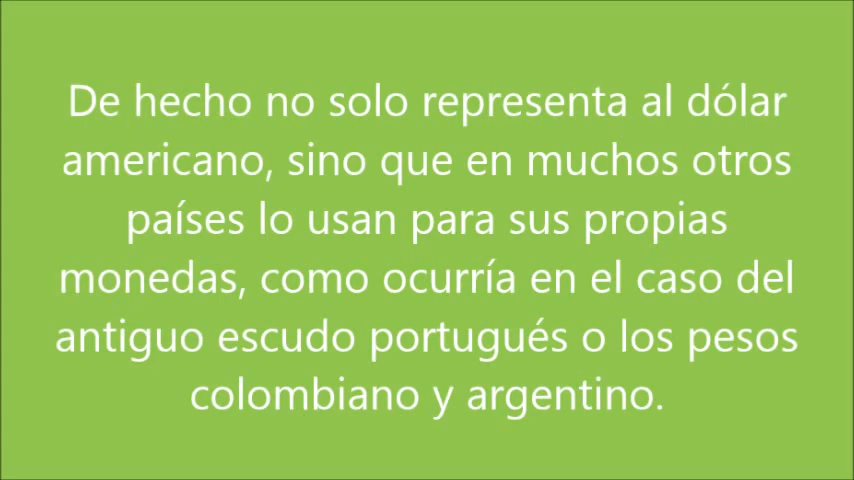 De hecho no solo representa al dólar
americano, sino que en muchos otros
países lo usan para sus propias
monedas, como ocurría en el caso del
antiguo escudo portugués o los pesos
colombiano y argentino.